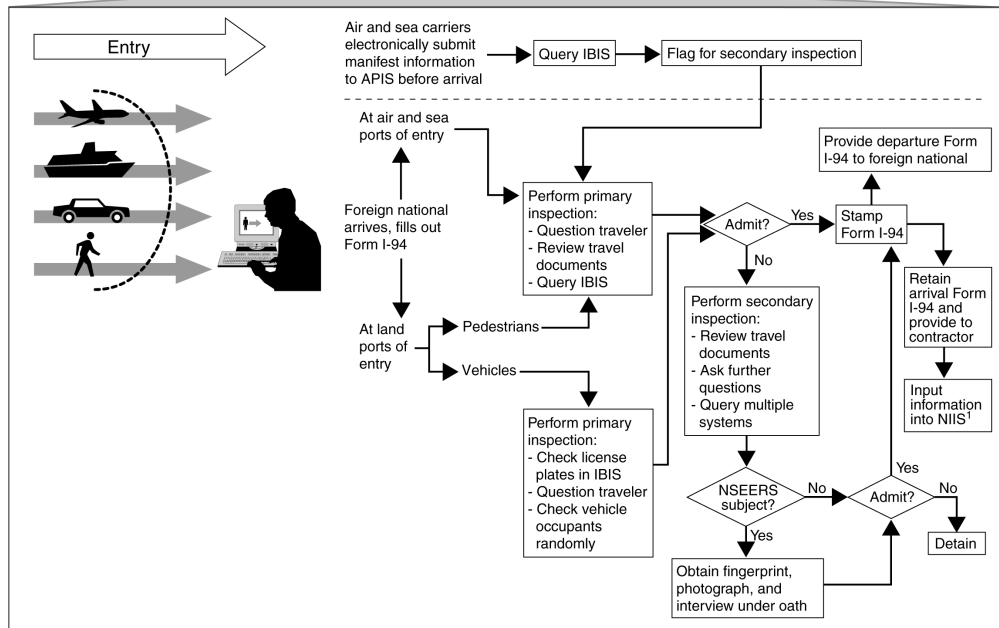 Entry
Air and sea carriers
electronically submit
manifest information
to APIS before arrival
Query IBIS
Flag for secondary inspection
At air and sea
ports of entry
Foreign national
arrives, fills out
Form I-94
At land
ports of
entry
Pedestrians
Vehicles
Perform primary
inspection:
- Question traveler
- Review travel
documents
- Query IBIS
Perform primary
inspection:
- Check license
plates in IBIS
- Question traveler
- Check vehicle
occupants
randomly
Admit?
Yes
No
Provide departure Form
I-94 to foreign national
Stamp
Form I-94
Retain
arrival Form
I-94 and
provide to
contractor
Input
information
into NIIS1
Perform secondary
inspection:
- Review travel
documents
- Ask further
questions
- Query multiple
systems
NSEERS
subject?
No
Yes
Obtain fingerprint,
photograph, and
interview under oath
Admit?
Yes
No
Detain